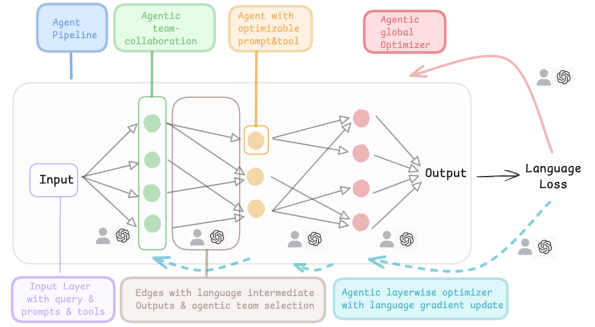 Agent
Pipeline
Agentic
team-
collaboration
Agent with
optimizable
prompt&tool
Agentic
global
Optimizer
Input
Output
Language
Loss
Input Layer
with query &
prompts & tools
Edges with language intermediate
Outputs & agentic team selection
Agentic layerwise optimizer
with language gradient update